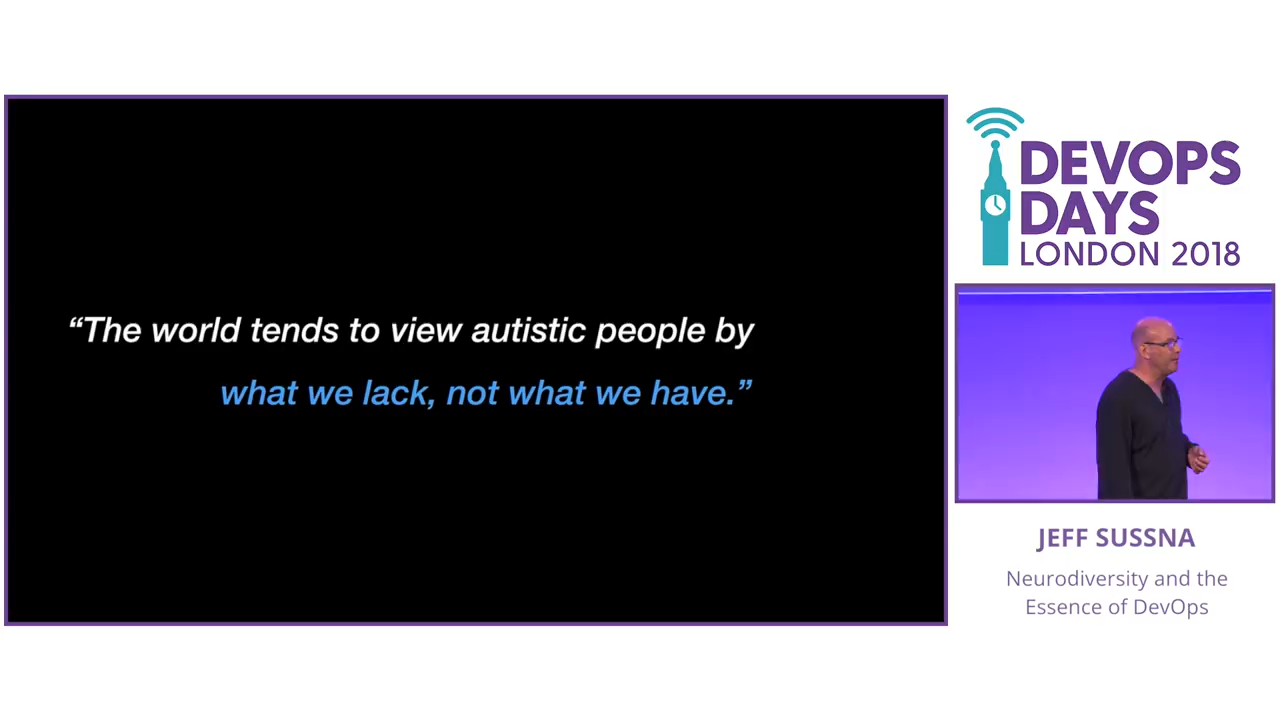 “The world tends to view autistic people by
what we lack, not what we have.”
DEVOPS
DAYS
LONDON 2018
JEFF SUSSNA
Neurodiversity and the
Essence of DevOps